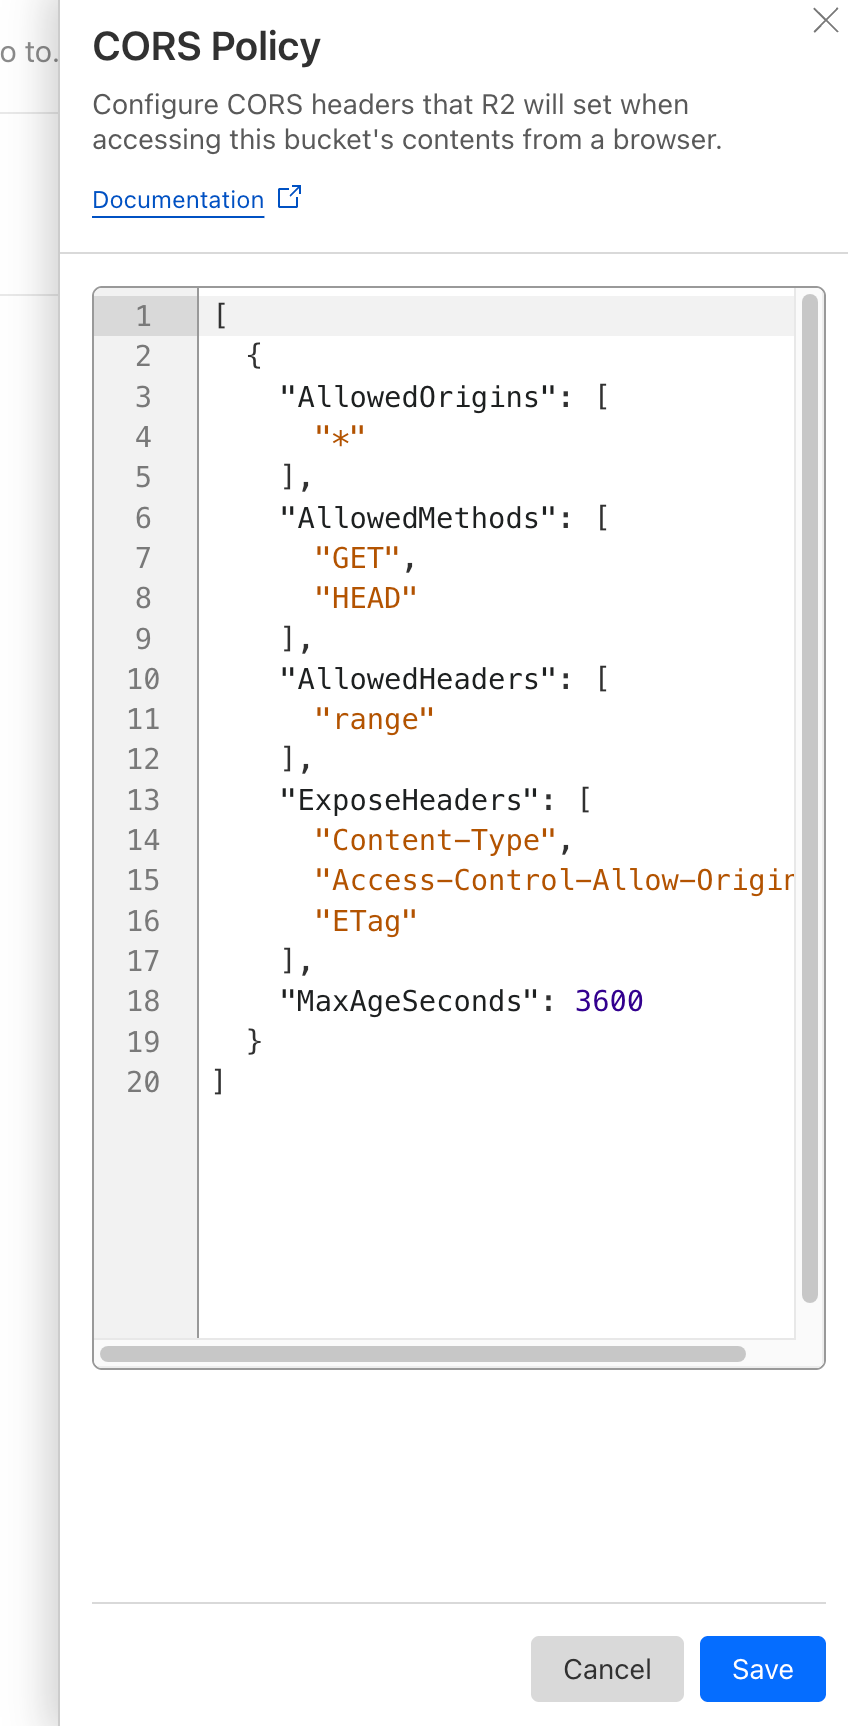 o to.
CORS Policy
Configure CORS headers that R2 will set when
accessing this bucket's contents from a browser.
Documentation
1 [
2   {
3     "AllowedOrigins": [
4       "*"
5     ],
6     "AllowedMethods": [
7       "GET",
8       "HEAD"
9     ],
10     "AllowedHeaders": [
11       "range"
12     ],
13     "ExposeHeaders": [
14       "Content-Type",
15       "Access-Control-Allow-Origin
16       "ETag"
17     ],
18     "MaxAgeSeconds": 3600
19   }
20 ]
Cancel Save